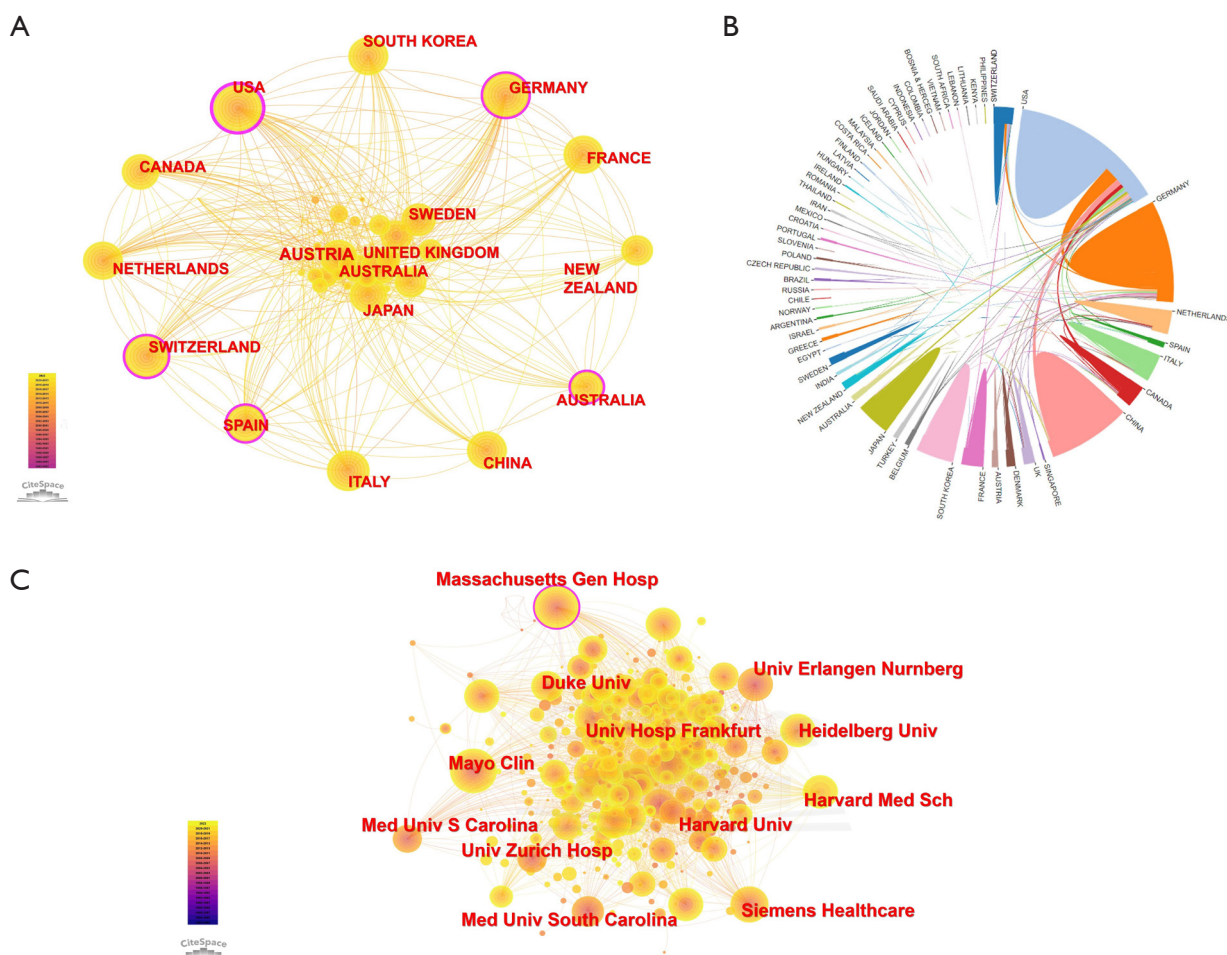 A
SOUTH KOREA
USA
GERMANY
CANADA
FRANCE
SWEDEN
AUSTRIA
UNITED KINGDOM
NETHERLANDS
AUSTRALIA
NEW
ZEALAND
JAPAN
SWITZERLAND
AUSTRALIA
SPAIN
CHINA
ITALY
CiteSpace
B
SWITZERLAND
USA
GERMANY
NETHERLANDS
SPAIN
ITALY
CANADA
CHINA
SINGAPORE
UK
DENMARK
AUSTRIA
FRANCE
SOUTH KOREA
BELGIUM
TURKEY
JAPAN
AUSTRALIA
NEW ZEALAND
INDIA
SWEDEN
EGYPT
GREECE
ISRAEL
ARGENTINA
NORWAY
CHILE
RUSSIA
BRAZIL
CZECH REPUBLIC
POLAND
SLOVENIA
PORTUGAL
CROATIA
MEXICO
IRAN
THAILAND
ROMANIA
IRELAND
HUNGARY
LATVIA
FINLAND
COSTA RICA
MALAYSIA
ICELAND
JORDAN
SAUDI ARABIA
CYPRUS
INDONESIA
COLOMBIA
BOSNIA & HERCEG
VIETNAM
SOUTH AFRICA
LEBANON
LITHUANIA
KENYA
PHILIPPINES
C
Massachusetts Gen Hosp
Duke Univ
Univ Erlangen Nurnberg
Univ Hosp Frankfurt
Heidelberg Univ
Mayo Clin
Harvard Med Sch
Med Univ S Carolina
Harvard Univ
Univ Zurich Hosp
Med Univ South Carolina
Siemens Healthcare
CiteSpace